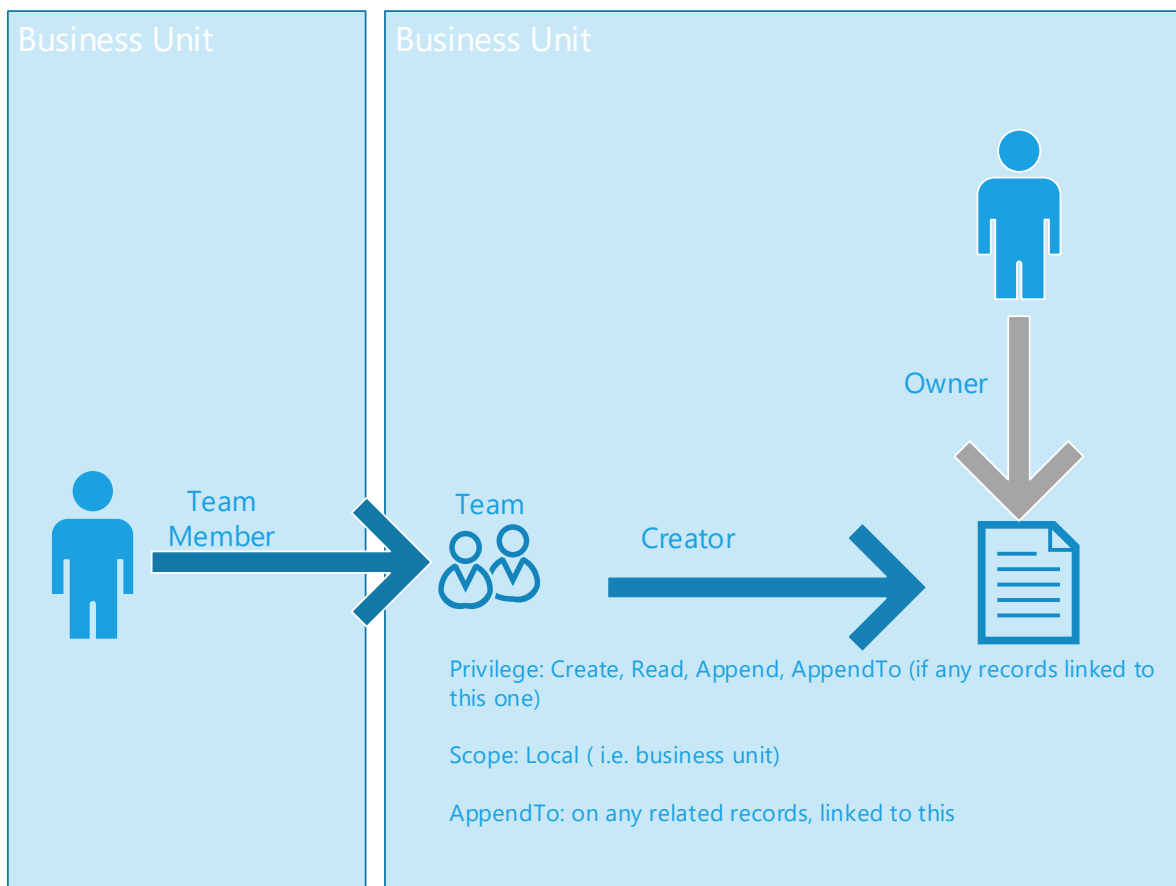 Business Unit
Business Unit
Owner
Team
Member
Team
Creator
Privilege: Create, Read, Append, AppendTo (if any records linked to
this one)
Scope: Local ( i.e. business unit)
AppendTo: on any related records, linked to this